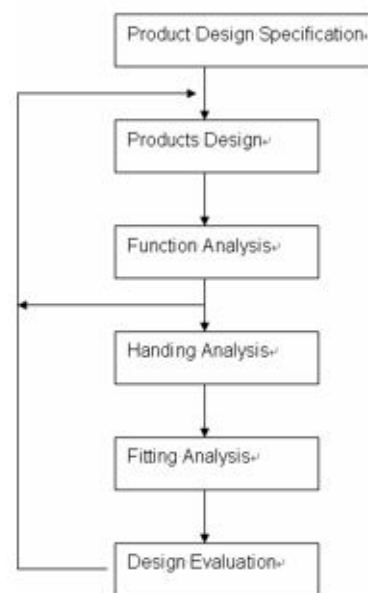 Product Design Specification
Products Design
Function Analysis
Handing Analysis
Fitting Analysis
Design Evaluation